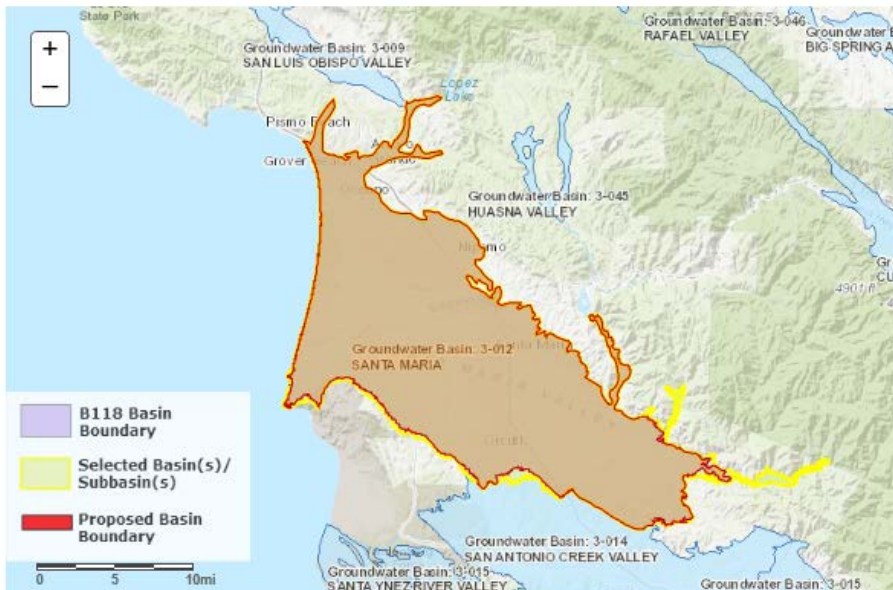 State Park
Groundwater Basin: 3-009
SAN LUIS OBISPO VALLEY
Groundwater Basin: 3-046
RAFAEL VALLEY
BIG SPRING A
+
−
Lopez
Lake
Pismo Beach
Grover
Groundwater Basin: 3-045
HUASNA VALLEY
Nipomo
CU
4901 ft
Groundwater Basin: 3-012
SANTA MARIA
B118 Basin
Boundary
Selected Basin(s)/
Subbasin(s)
Proposed Basin
Boundary
Orcutt
0 5 10mi
Groundwater Basin: 3-014
SAN ANTONIO CREEK VALLEY
Groundwater Basin: 3-015
SANTA YNEZ RIVER VALLEY
Groundwater Basin: 3-015